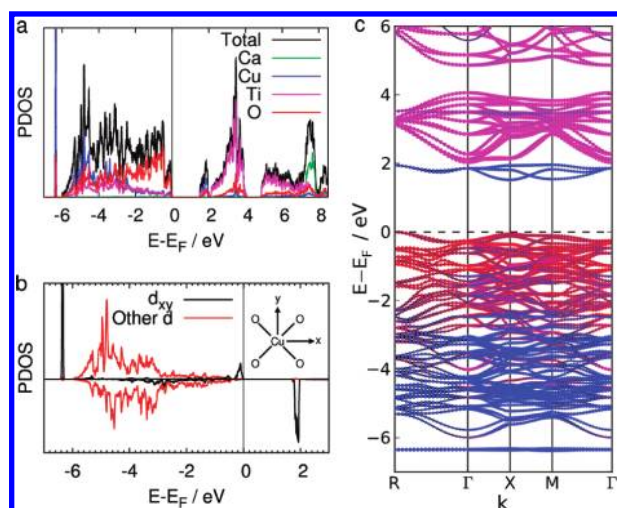 a
PDOS
Total
Ca
Cu
Ti
O
-6 -4 -2 0 2 4 6 8
E-E_F / eV
b
PDOS
d_xy
Other d
y
x
O O
Cu
O O
-6 -4 -2 0 2
E-E_F / eV
c
E-E_F / eV
6
4
2
0
-2
-4
-6
R Γ X M Γ
k